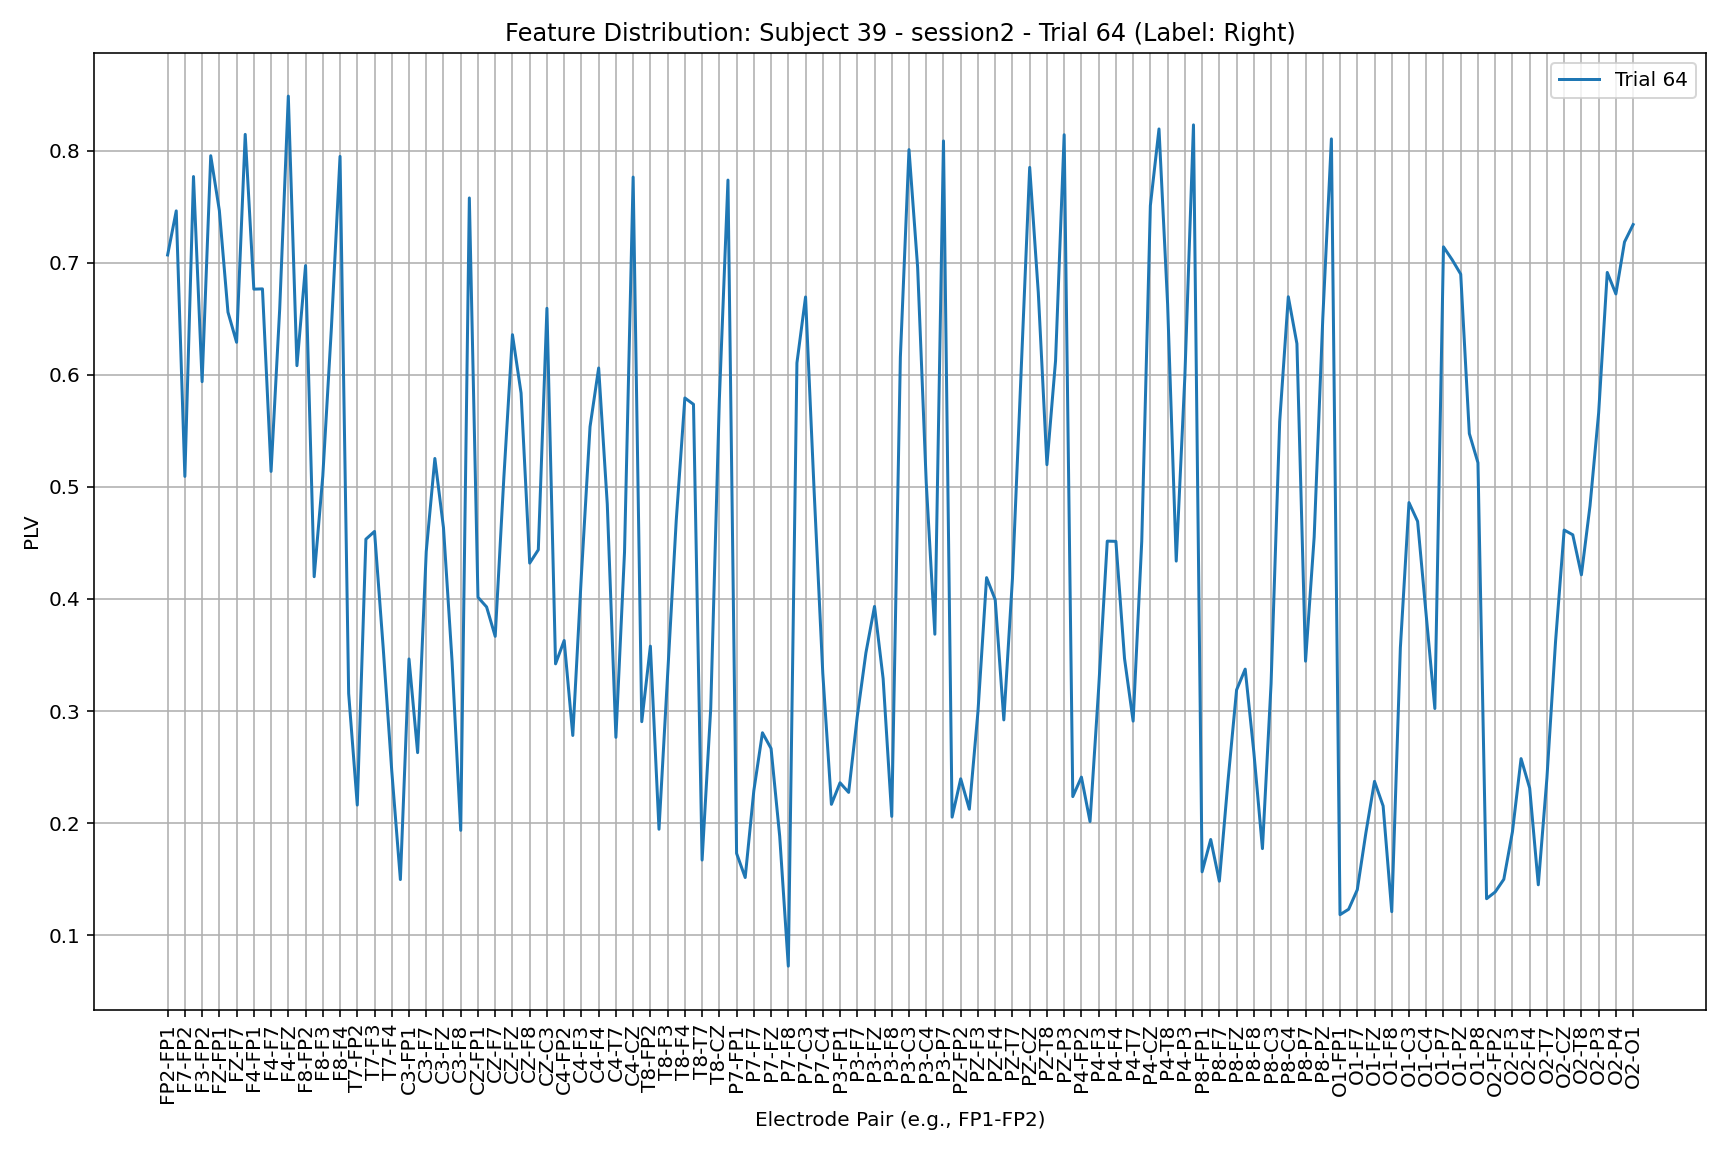 Feature Distribution: Subject 39 - session2 - Trial 64 (Label: Right)
Trial 64
PLV
0.8
0.7
0.6
0.5
0.4
0.3
0.2
0.1
FP2-FP1
F7-FP2
F3-FP2
FZ-FP1
FZ-F7
F4-FP1
F4-F7
F4-FZ
F8-FP2
F8-F3
F8-F4
T7-FP2
T7-F3
T7-F4
C3-FP1
C3-F7
C3-FZ
C3-F8
CZ-FP1
CZ-F7
CZ-FZ
CZ-F8
CZ-C3
C4-FP2
C4-F3
C4-F4
C4-T7
C4-CZ
T8-FP2
T8-F3
T8-F4
T8-T7
T8-CZ
P7-FP1
P7-F7
P7-FZ
P7-F8
P7-C3
P7-C4
P3-FP1
P3-F7
P3-FZ
P3-F8
P3-C3
P3-C4
P3-P7
PZ-FP2
PZ-F3
PZ-F4
PZ-T7
PZ-CZ
PZ-T8
PZ-P3
P4-FP2
P4-F3
P4-F4
P4-T7
P4-CZ
P4-T8
P4-P3
P8-FP1
P8-F7
P8-FZ
P8-F8
P8-C3
P8-C4
P8-P7
P8-PZ
O1-FP1
O1-F7
O1-FZ
O1-F8
O1-C3
O1-C4
O1-P7
O1-PZ
O1-P8
O2-FP2
O2-F3
O2-F4
O2-T7
O2-CZ
O2-T8
O2-P3
O2-P4
O2-O1
Electrode Pair (e.g., FP1-FP2)